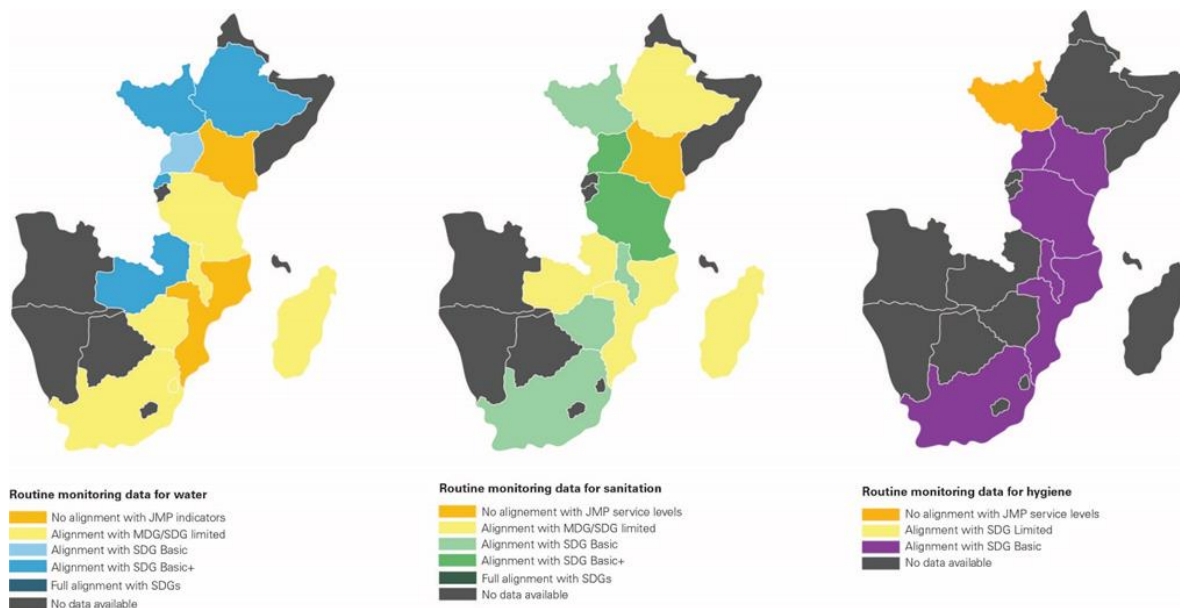 Routine monitoring data for water
No alignment with JMP indicators
Alignment with MDG/SDG limited
Alignment with SDG Basic
Alignment with SDG Basic+
Full alignment with SDGs
No data available
Routine monitoring data for sanitation
No alignement with JMP service levels
Alignment with MDG/SDG limited
Alignment with SDG Basic
Alignment with SDG Basic+
Full alignment with SDGs
No data available
Routine monitoring data for hygiene
No alignment with JMP service levels
Alignment with SDG Limited
Alignment with SDG Basic
No data available